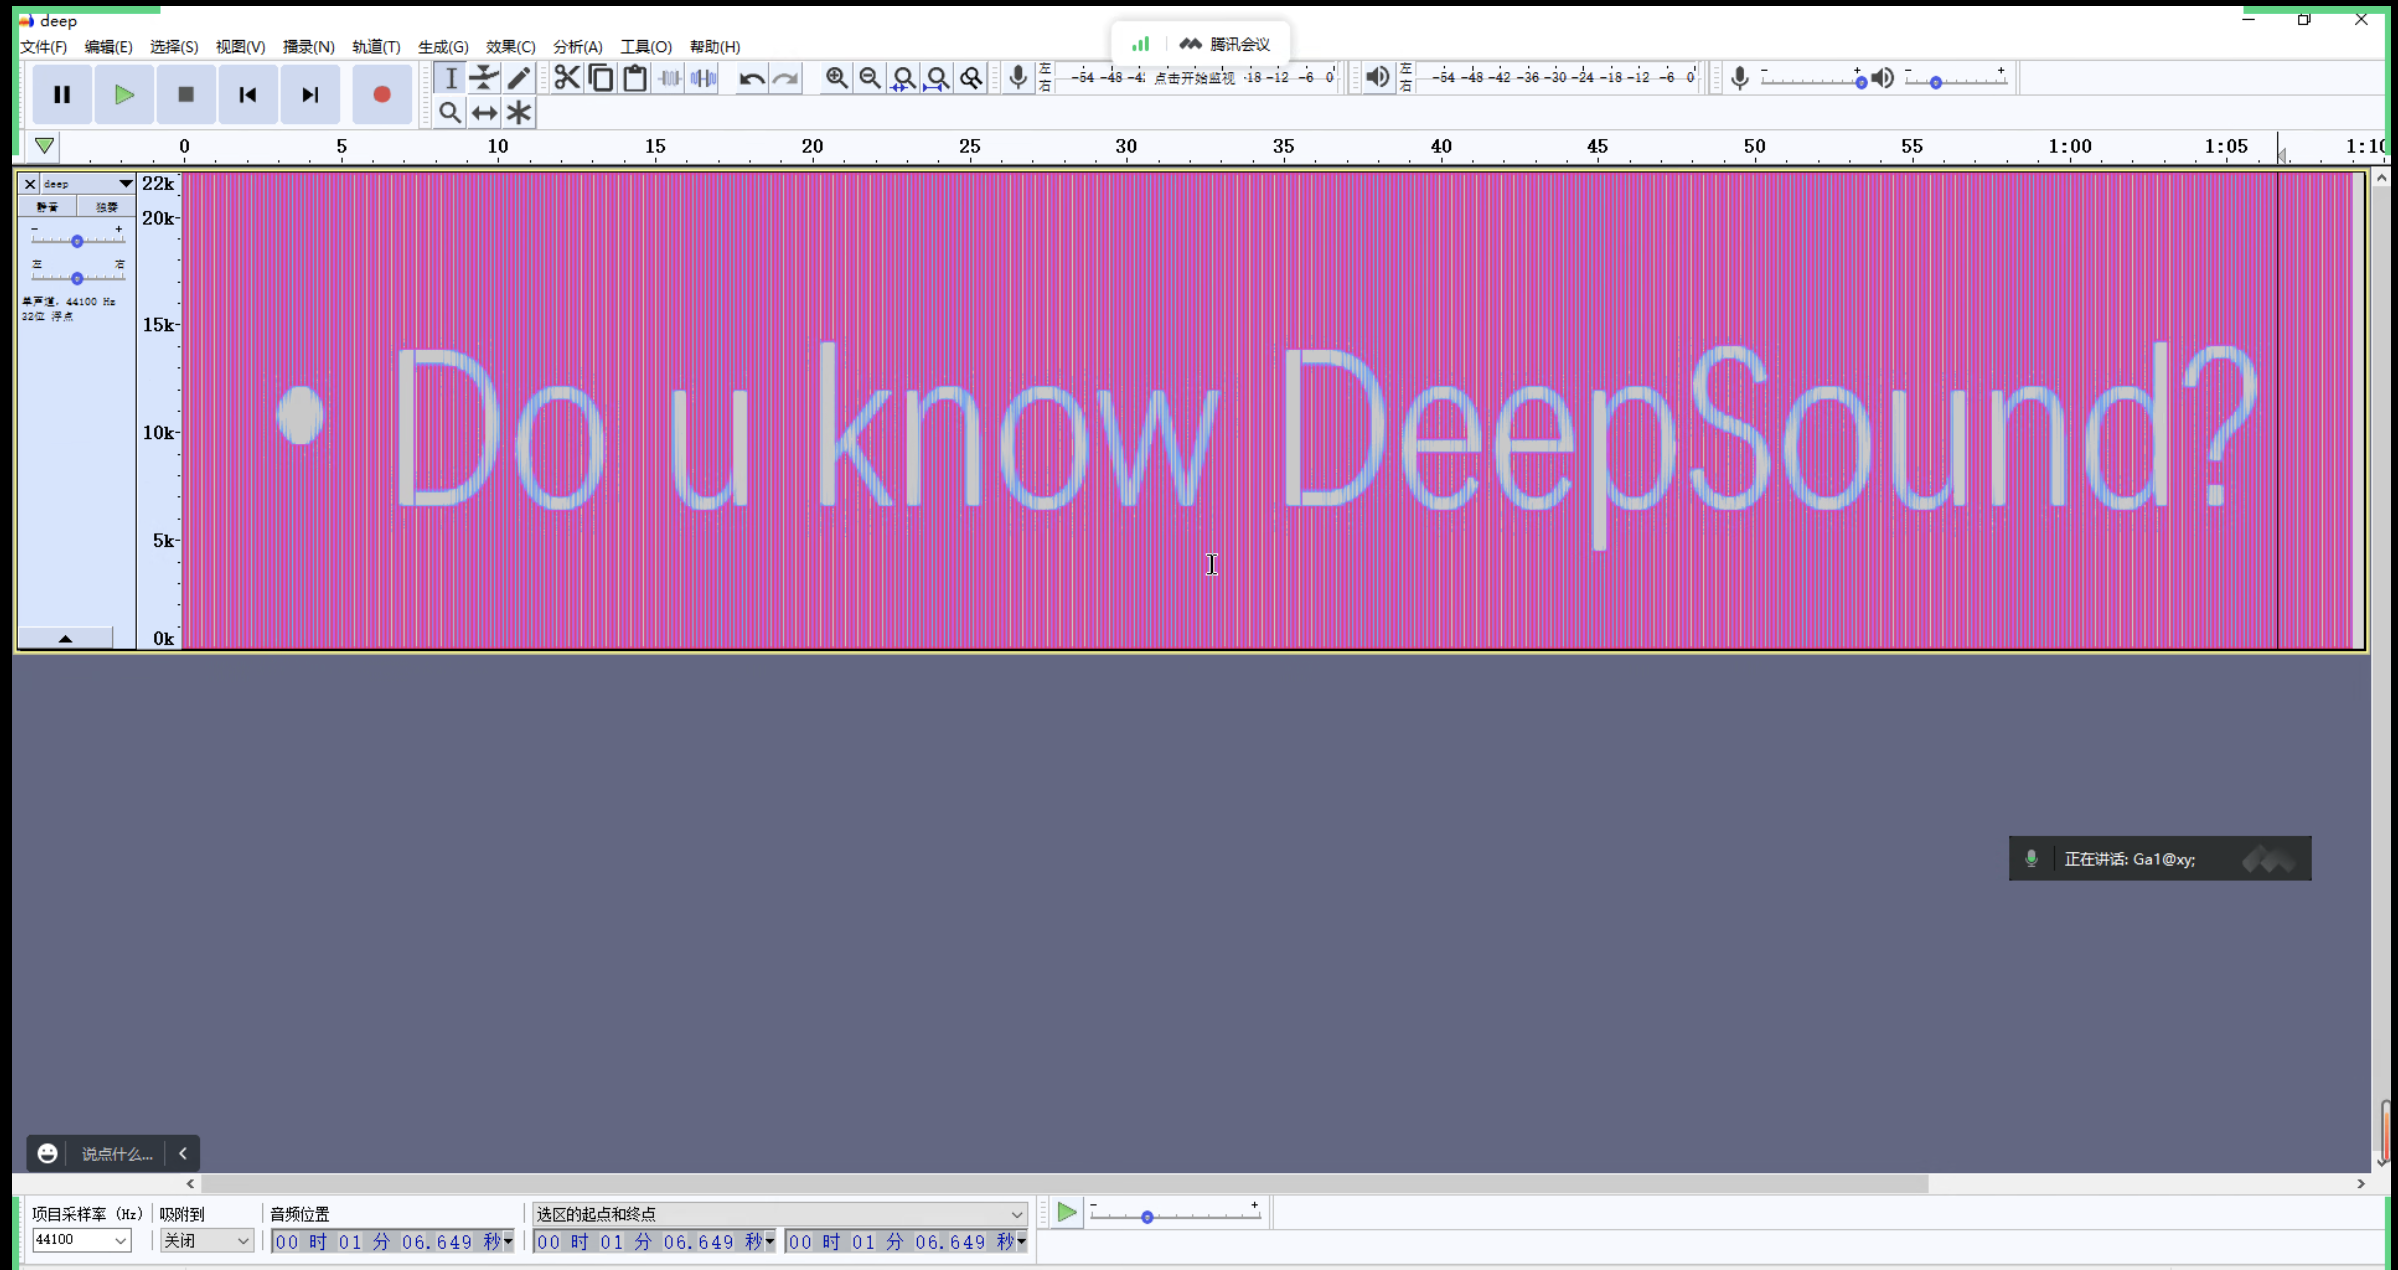 deep
文件(F) 编辑(E) 选择(S) 视图(V) 播录(N) 轨道(T) 生成(G) 效果(C) 分析(A) 工具(O) 帮助(H)
腾讯会议
左 右 -54 -48 -4 点击开始监视 -18 -12 -6 0
左 右 -54 -48 -42 -36 -30 -24 -18 -12 -6 0
- + - +
0 5 10 15 20 25 30 35 40 45 50 55 1:00 1:05 1:10
deep
静音 独奏
- +
左 右
单声道, 44100 Hz
32位 浮点
22k
20k
15k
10k
5k
0k
• Do u know DeepSound?
正在讲话: Ga1@xy;
说点什么...
项目采样率 (Hz) 吸附到 音频位置 选区的起点和终点
44100 关闭 00 时 01 分 06.649 秒 00 时 01 分 06.649 秒 00 时 01 分 06.649 秒
- +